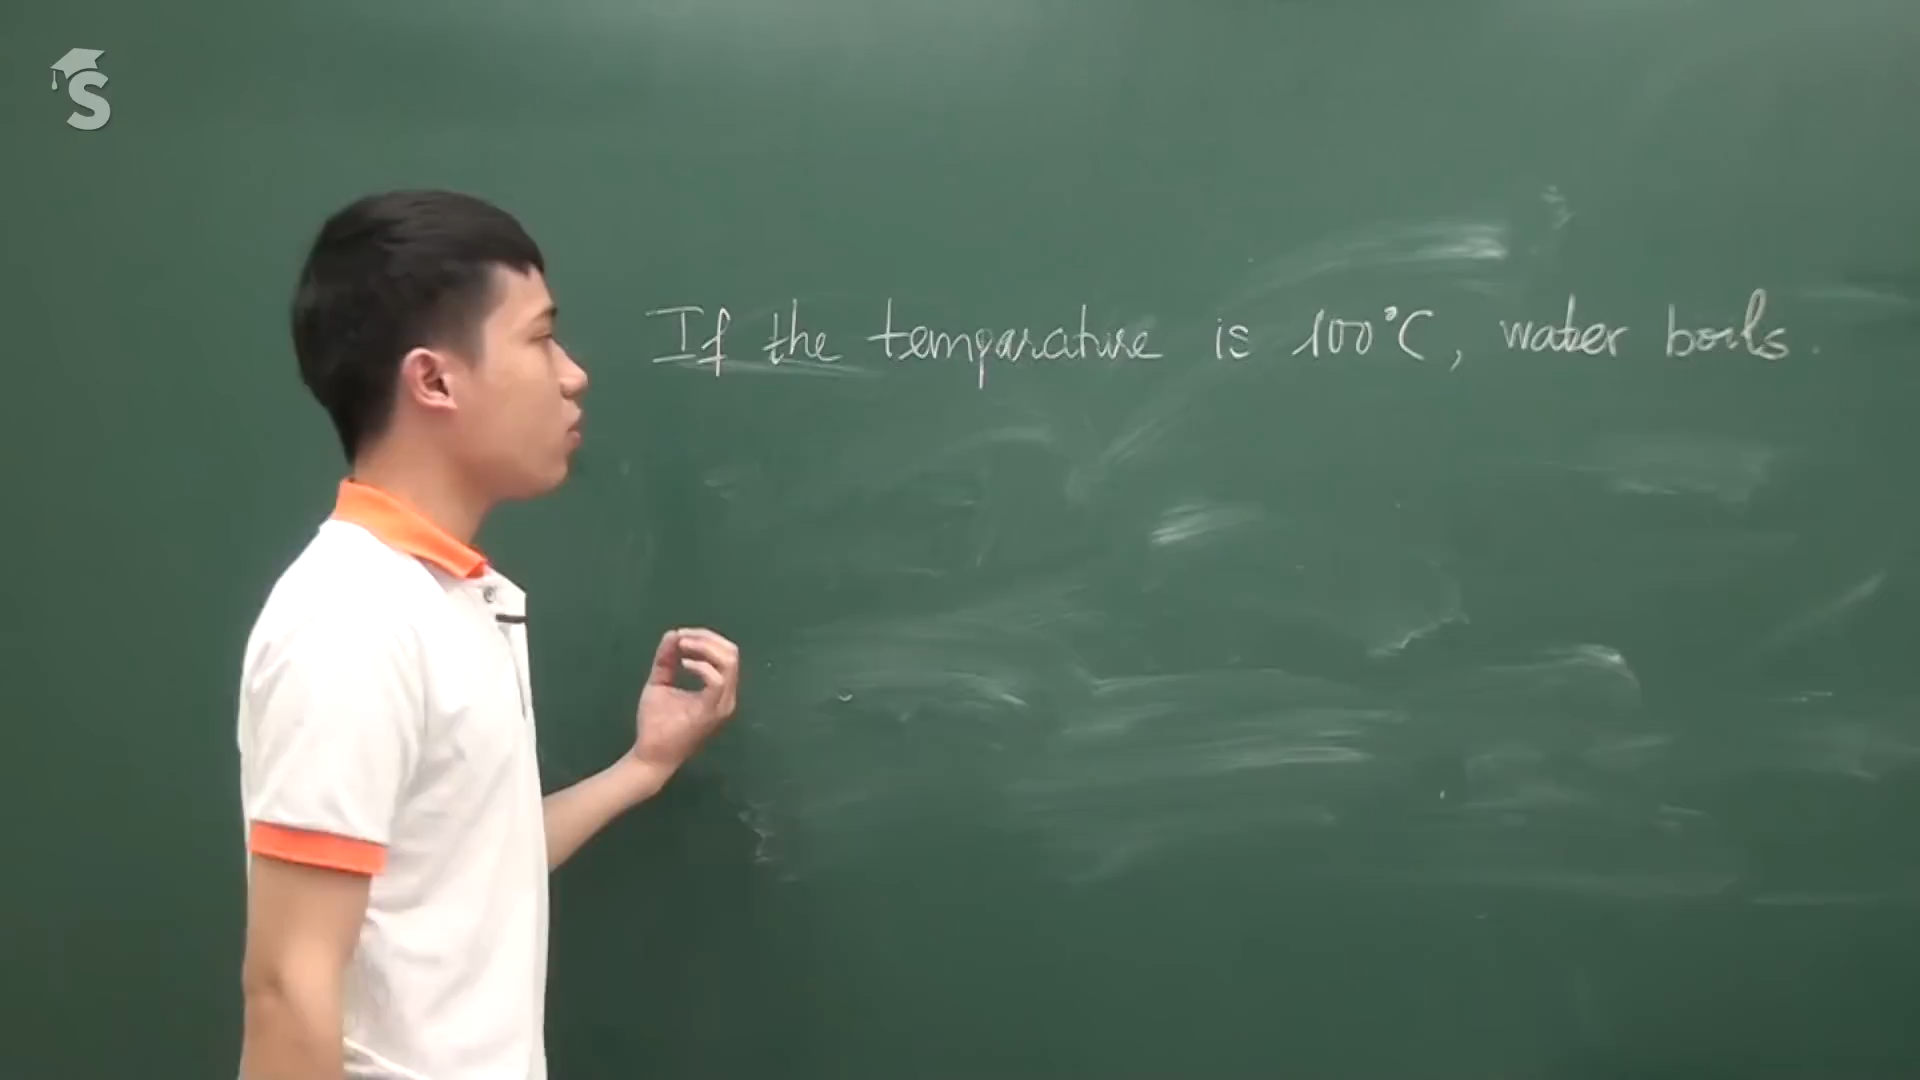 S
If the temparature is 100°C, water boils.